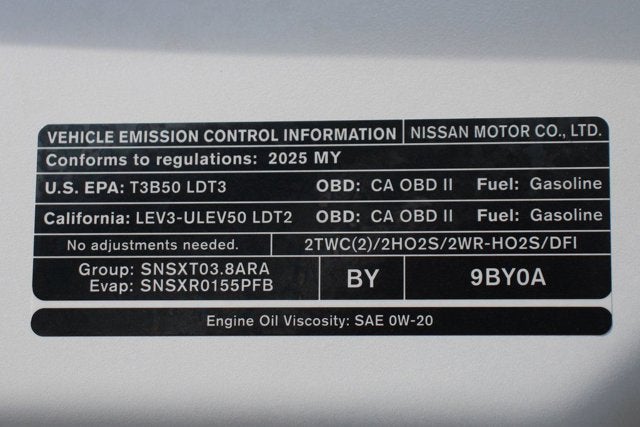 VEHICLE EMISSION CONTROL INFORMATION NISSAN MOTOR CO., LTD.
Conforms to regulations: 2025 MY
U.S. EPA: T3B50 LDT3 OBD: CA OBD II Fuel: Gasoline
California: LEV3-ULEV50 LDT2 OBD: CA OBD II Fuel: Gasoline
No adjustments needed. 2TWC(2)/2HO2S/2WR-HO2S/DFI
Group: SNSXT03.8ARA
Evap: SNSXR0155PFB
BY
9BY0A
Engine Oil Viscosity: SAE 0W-20